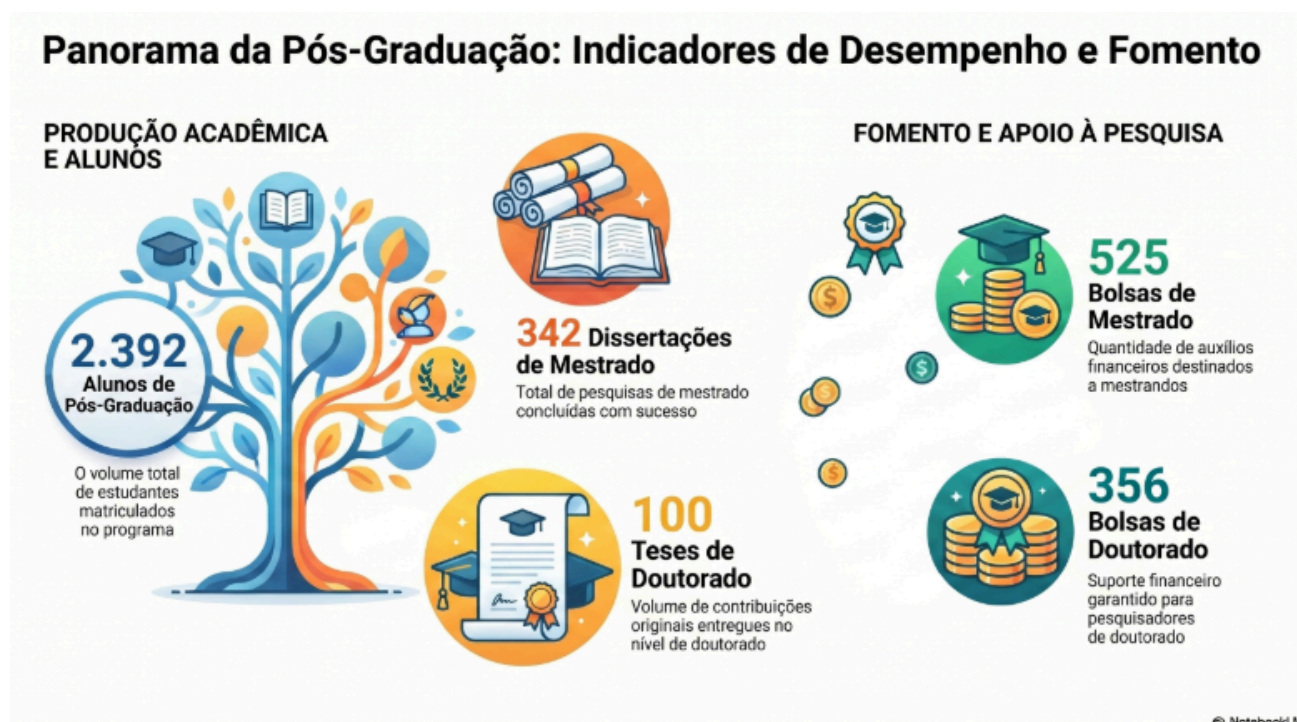 Panorama da Pós-Graduação: Indicadores de Desempenho e Fomento
PRODUÇÃO ACADÊMICA
E ALUNOS
2.392
Alunos de
Pós-Graduação
O volume total
de estudantes
matriculados
no programa
342 Dissertações
de Mestrado
Total de pesquisas de mestrado
concluídas com sucesso
100
Teses de
Doutorado
Volume de contribuições
originais entregues no
nível de doutorado
FOMENTO E APOIO À PESQUISA
525
Bolsas de
Mestrado
Quantidade de auxílios
financeiros destinados
a mestrandos
356
Bolsas de
Doutorado
Suporte financeiro
garantido para
pesquisadores
de doutorado